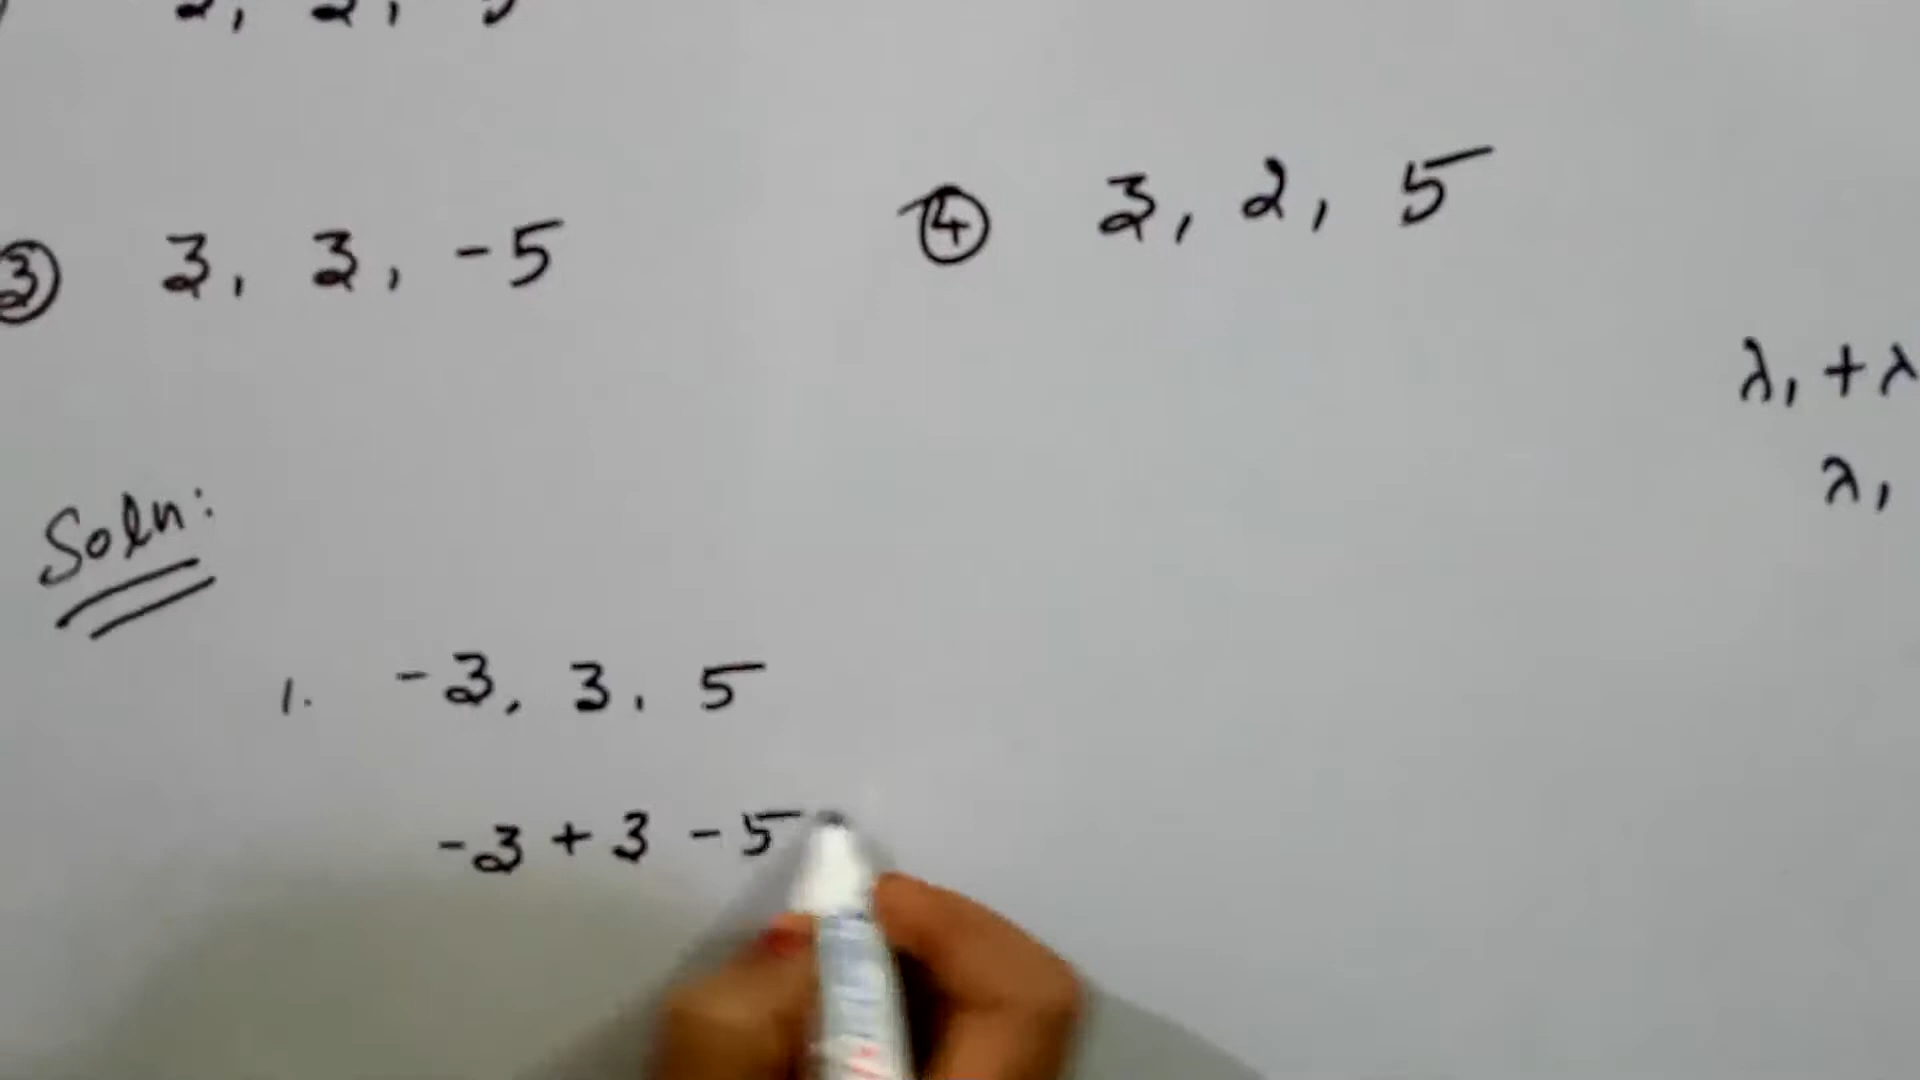 ③ 3, 3, -5
④ 3, 2, 5
λ₁ + λ
λ₁
Soln:
1. -3, 3, 5
-3 + 3 - 5